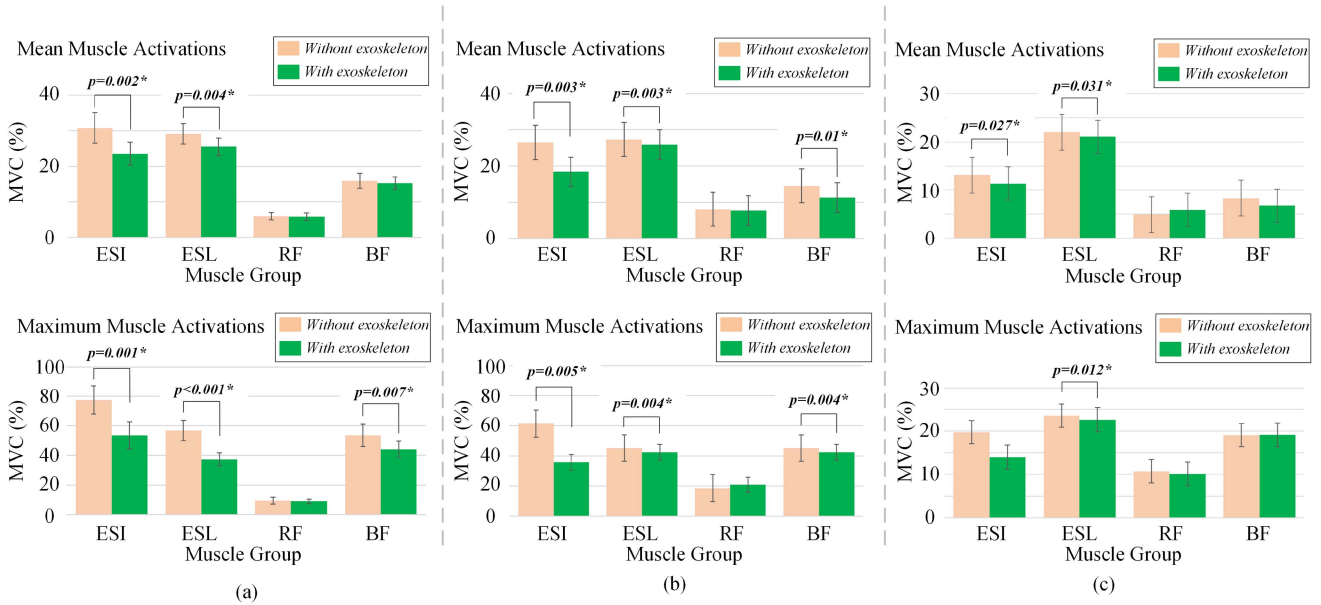 Mean Muscle Activations
Without exoskeleton
With exoskeleton
p=0.002*
p=0.004*
MVC (%)
40
20
0
ESI ESL RF BF
Muscle Group
Maximum Muscle Activations
Without exoskeleton
With exoskeleton
p=0.001*
p<0.001*
p=0.007*
MVC (%)
100
80
60
40
20
0
ESI ESL RF BF
Muscle Group
(a)
Mean Muscle Activations
Without exoskeleton
With exoskeleton
p=0.003*
p=0.003*
p=0.01*
MVC (%)
40
20
0
ESI ESL RF BF
Muscle Group
Maximum Muscle Activations
Without exoskeleton
With exoskeleton
p=0.005*
p=0.004*
p=0.004*
MVC (%)
100
80
60
40
20
0
ESI ESL RF BF
Muscle Group
(b)
Mean Muscle Activations
Without exoskeleton
With exoskeleton
p=0.027*
p=0.031*
MVC (%)
30
20
10
0
ESI ESL RF BF
Muscle Group
Maximum Muscle Activations
Without exoskeleton
With exoskeleton
p=0.012*
MVC (%)
30
20
10
0
ESI ESL RF BF
Muscle Group
(c)